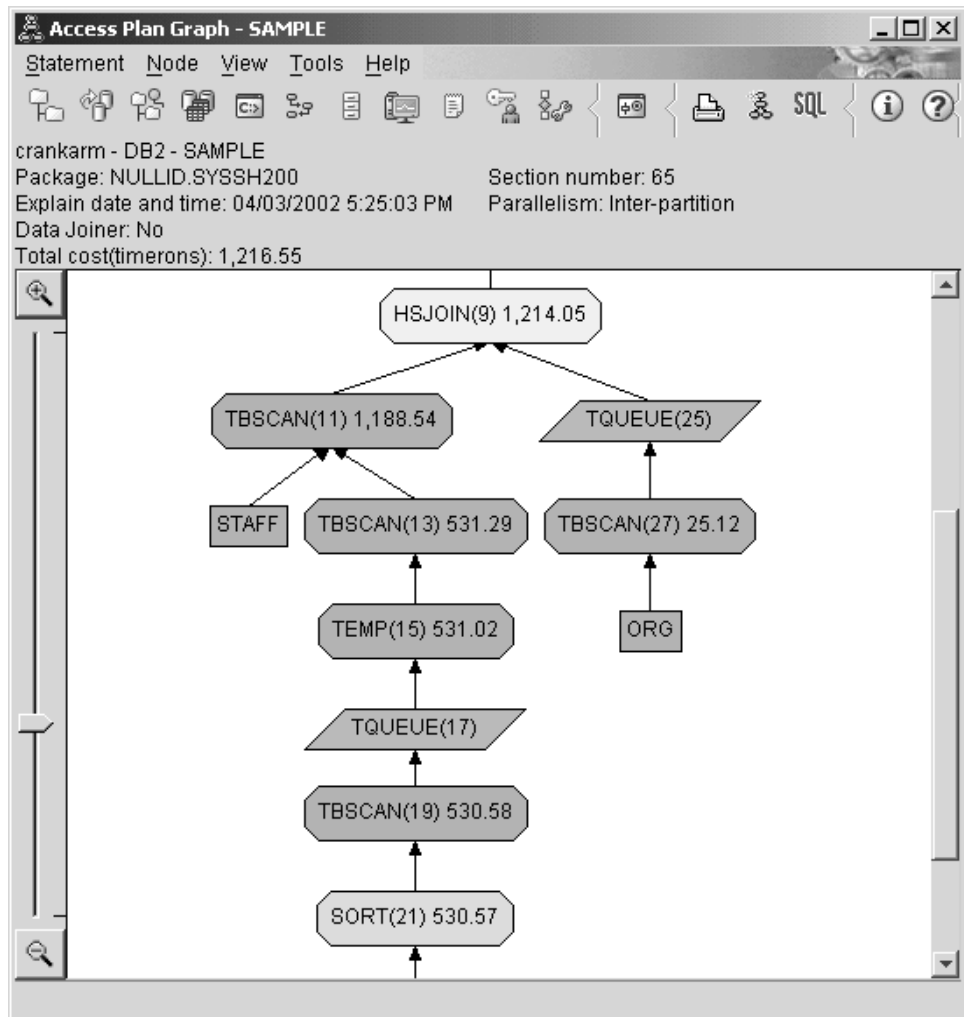 Access Plan Graph - SAMPLE
Statement Node View Tools Help
C:> SQL i ?
crankarm - DB2 - SAMPLE
Package: NULLID.SYSSH200 Section number: 65
Explain date and time: 04/03/2002 5:25:03 PM Parallelism: Inter-partition
Data Joiner: No
Total cost(timerons): 1,216.55
HSJOIN(9) 1,214.05
TBSCAN(11) 1,188.54 TQUEUE(25)
STAFF TBSCAN(13) 531.29 TBSCAN(27) 25.12
TEMP(15) 531.02 ORG
TQUEUE(17)
TBSCAN(19) 530.58
SORT(21) 530.57